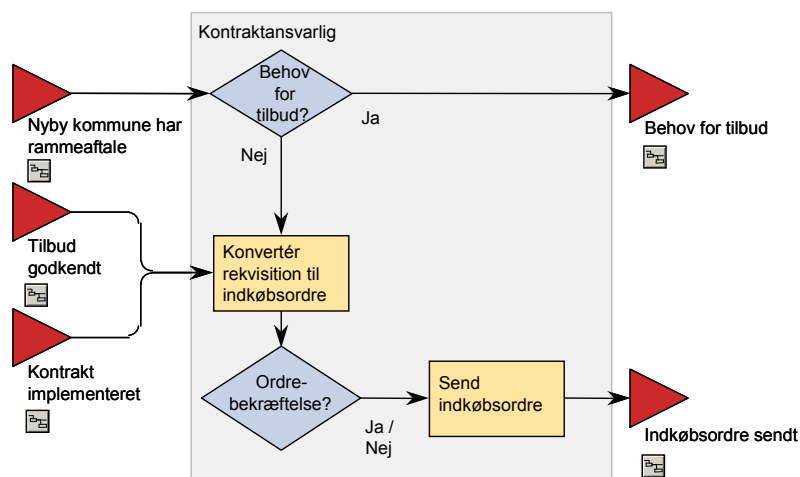 Kontraktansvarlig
Behov
for
tilbud?
Ja
Nej
Nyby kommune har
rammeaftale
Behov for tilbud
Tilbud
godkendt
Konvertér
rekvisition til
indkøbsordre
Kontrakt
implementeret
Ordre-
bekræftelse?
Ja /
Nej
Send
indkøbsordre
Indkøbsordre sendt